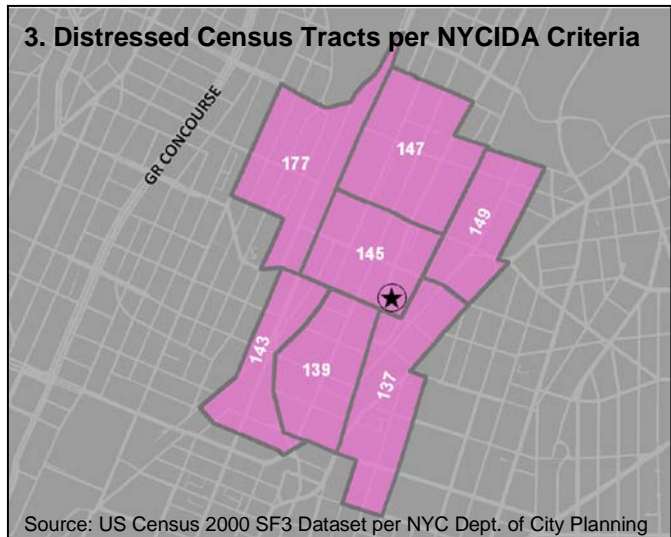 3. Distressed Census Tracts per NYCIDA Criteria
GR CONCOURSE
177
147
149
145
143
139
137
Source: US Census 2000 SF3 Dataset per NYC Dept. of City Planning